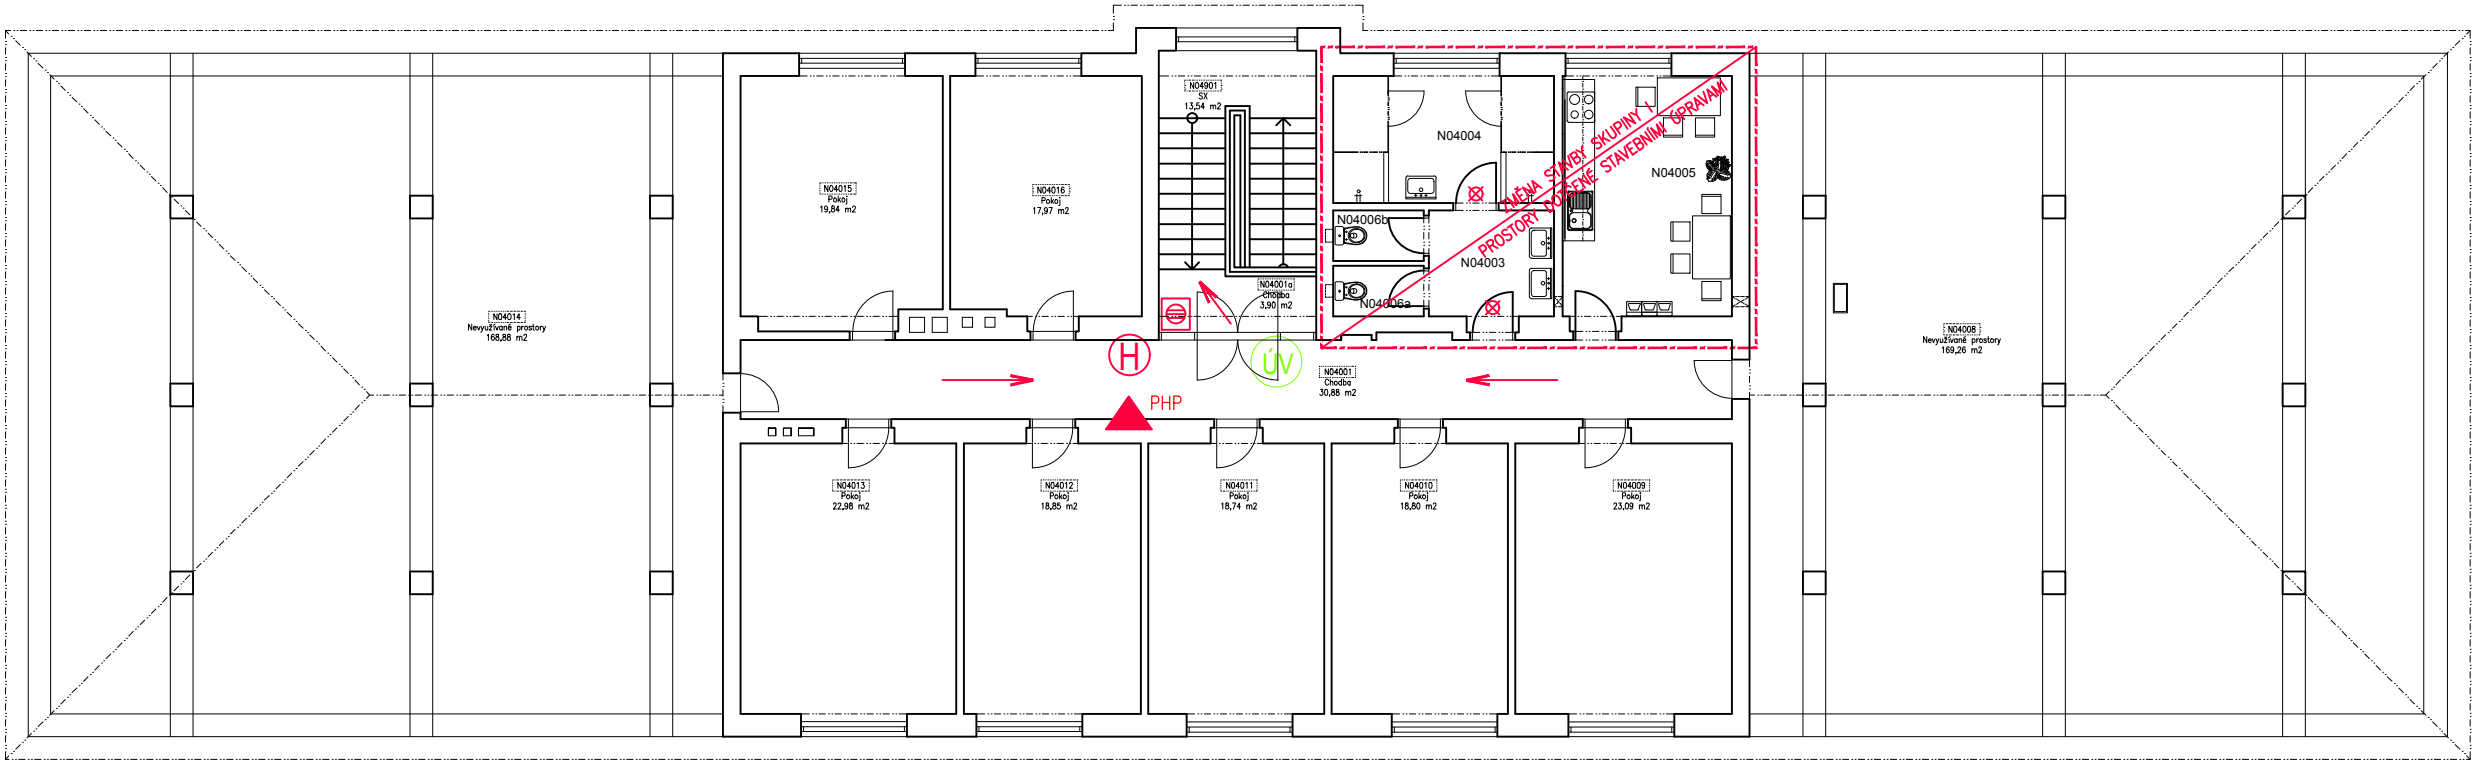 N04901
SX
13,54 m2
N04004
ZMĚNA STAVBY SKUPINY I
PROSTORY DOTČENÉ STAVEBNÍMI ÚPRAVAMI
N04005
N04015
Pokoj
19,84 m2
N04016
Pokoj
17,97 m2
N04006b
N04003
N04001a
Chodba
3,90 m2
N04006a
N04014
Nevyužívané prostory
168,88 m2
N04008
Nevyužívané prostory
169,26 m2
H
ÚV
N04001
Chodba
30,88 m2
PHP
N04013
Pokoj
22,98 m2
N04012
Pokoj
18,85 m2
N04011
Pokoj
18,74 m2
N04010
Pokoj
18,80 m2
N04009
Pokoj
23,09 m2